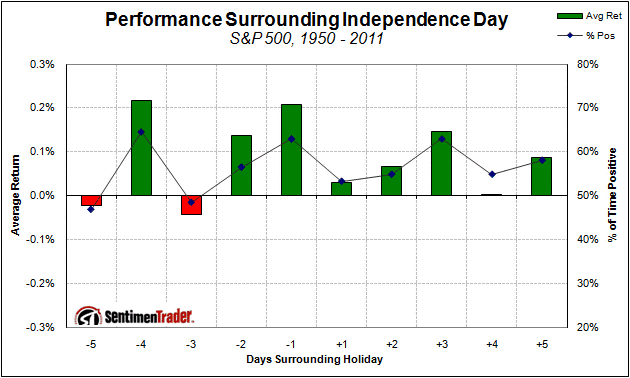 Performance Surrounding Independence Day
S&P 500, 1950 - 2011
Avg Ret
% Pos
0.3%
0.2%
0.1%
0.0%
-0.1%
-0.2%
-0.3%
Average Return
80%
70%
60%
50%
40%
30%
20%
% of Time Positive
SentimenTrader
-5 -4 -3 -2 -1 +1 +2 +3 +4 +5
Days Surrounding Holiday